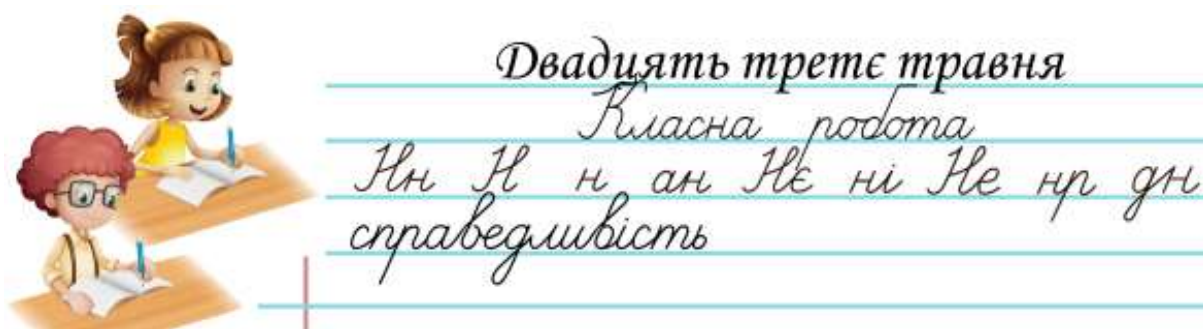 Двадцять третє травня
Класна робота
Нн Н н ан Нє ні Не нр дн
справедливість